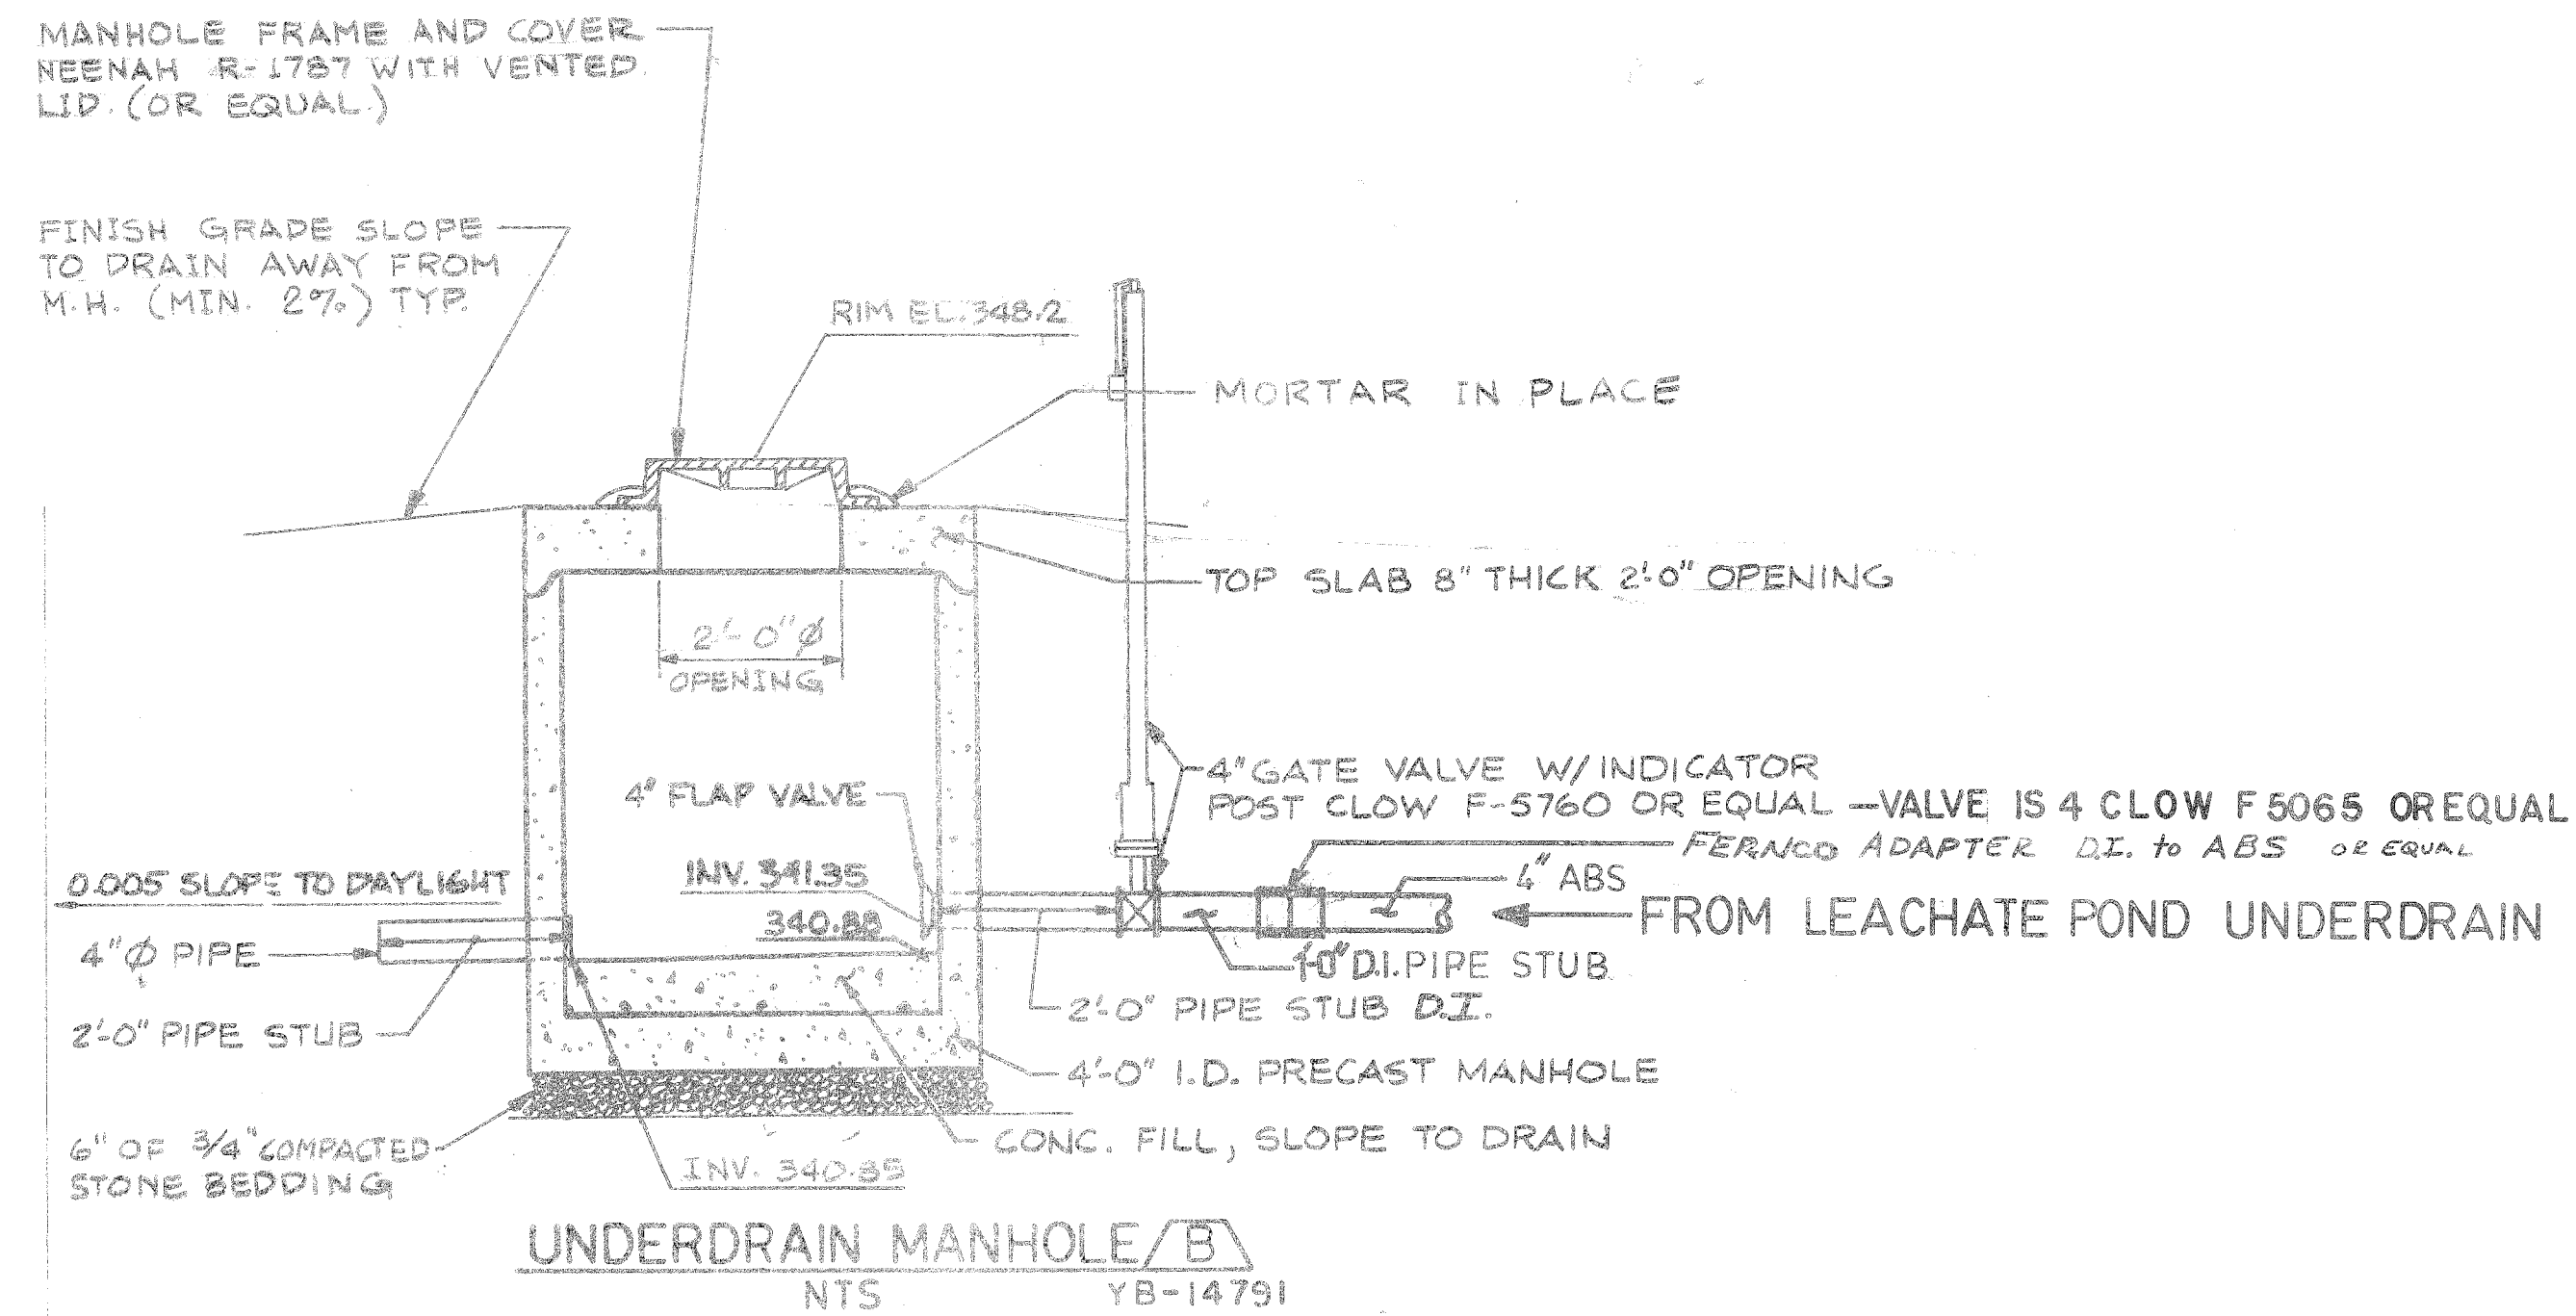 MANHOLE FRAME AND COVER
NEENAH R-1787 WITH VENTED
LID. (OR EQUAL)
FINISH GRADE SLOPE
TO DRAIN AWAY FROM
M.H. (MIN. 2%) TYP.
RIM EL. 348.2
MORTAR IN PLACE
TOP SLAB 8" THICK 2'-0" OPENING
2'-0" Ø
OPENING
4" FLAP VALVE
4" GATE VALVE W/ INDICATOR
POST CLOW F-5760 OR EQUAL — VALVE IS 4 CLOW F 5065 OR EQUAL
FERNCO ADAPTER D.I. to ABS OR EQUAL
INV. 341.35
340.88
0.005 SLOPE TO DAYLIGHT
4" ABS
FROM LEACHATE POND UNDERDRAIN
4" Ø PIPE
1'-0" D.I. PIPE STUB
2'-0" PIPE STUB D.I.
2'-0" PIPE STUB
4'-0" I.D. PRECAST MANHOLE
6" OF 3/4" COMPACTED
STONE BEDDING
CONC. FILL, SLOPE TO DRAIN
INV. 340.85
UNDERDRAIN MANHOLE B
NTS YB-14791